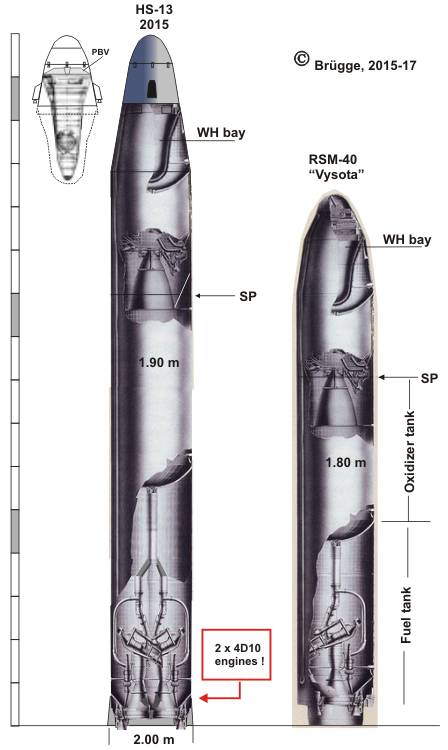 HS-13
2015
PBV
© Brügge, 2015-17
WH bay
RSM-40
“Vysota”
WH bay
SP
SP
1.90 m
1.80 m
Oxidizer tank
Fuel tank
2 x 4D10
engines !
2.00 m